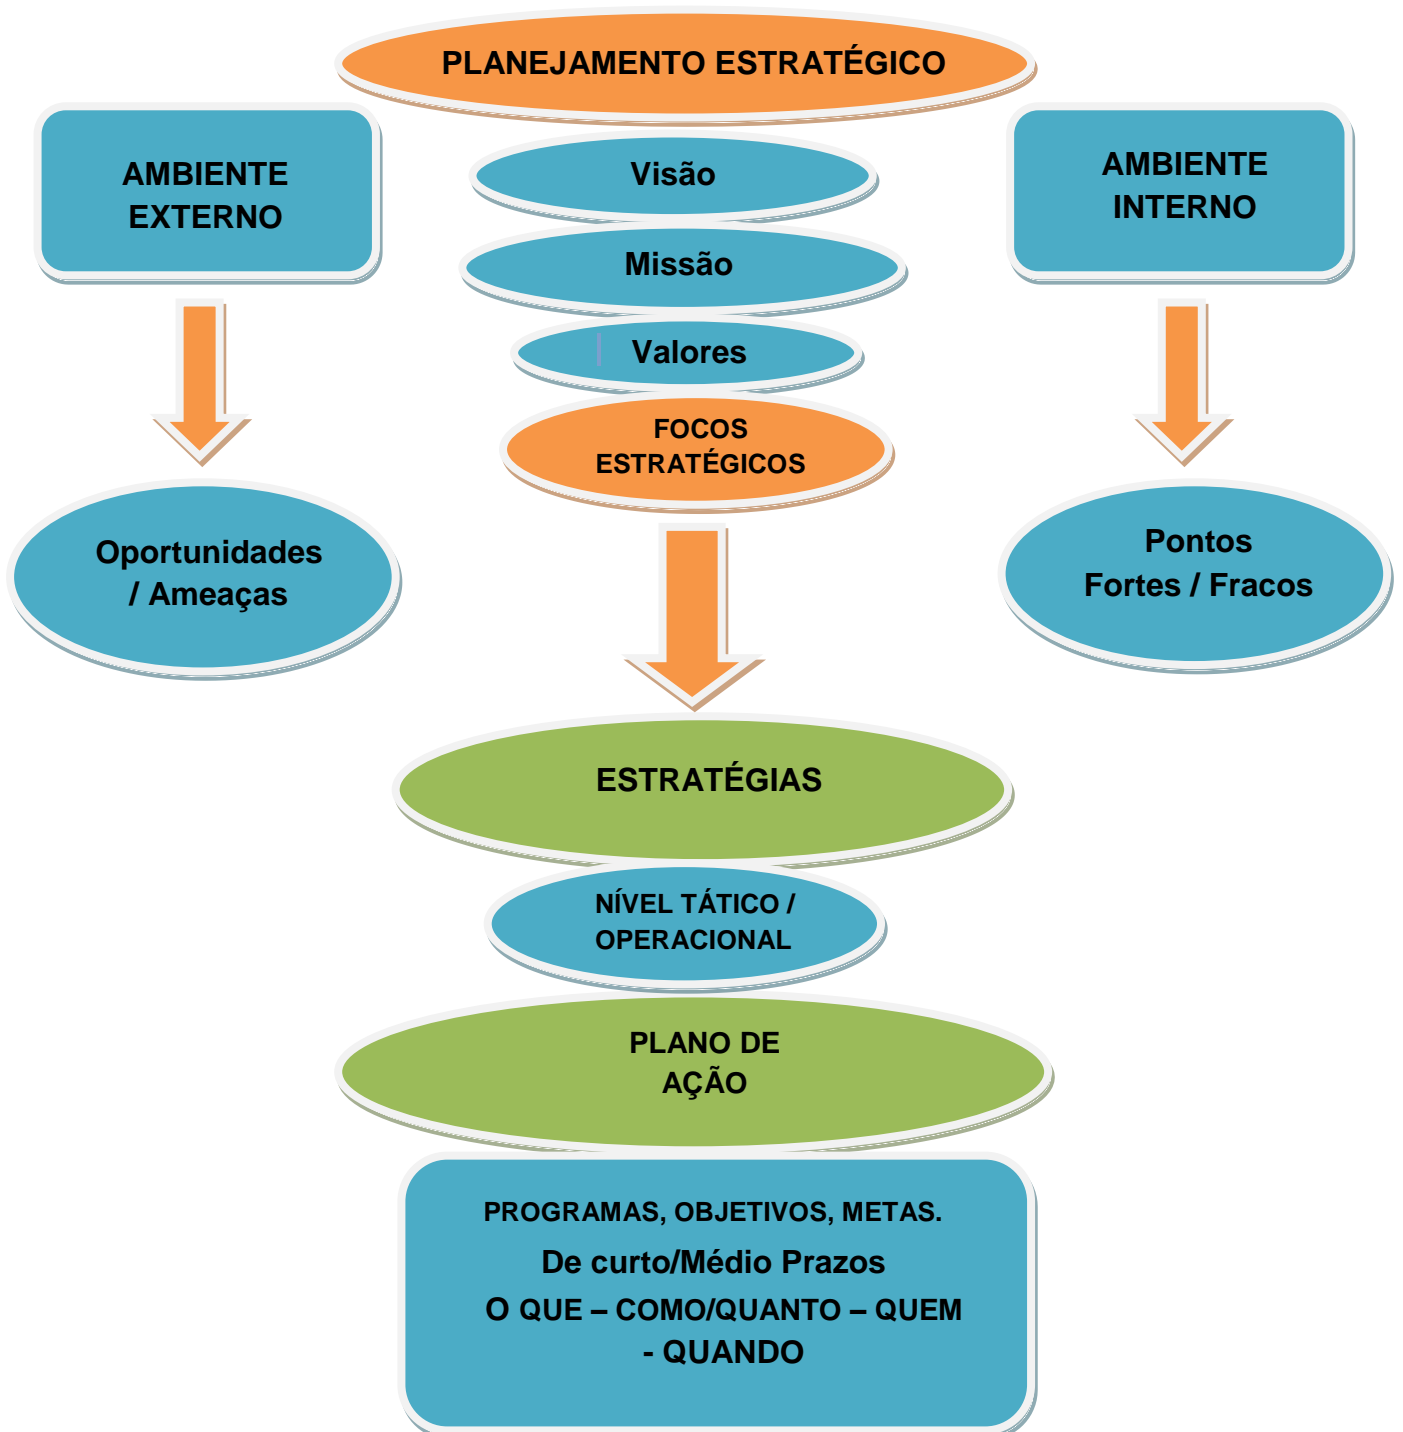 PLANEJAMENTO ESTRATÉGICO
AMBIENTE
EXTERNO
Visão
Missão
Valores
AMBIENTE
INTERNO
FOCOS
ESTRATÉGICOS
Oportunidades
/ Ameaças
Pontos
Fortes / Fracos
ESTRATÉGIAS
NÍVEL TÁTICO /
OPERACIONAL
PLANO DE
AÇÃO
PROGRAMAS, OBJETIVOS, METAS.
De curto/Médio Prazos
O QUE – COMO/QUANTO – QUEM
- QUANDO